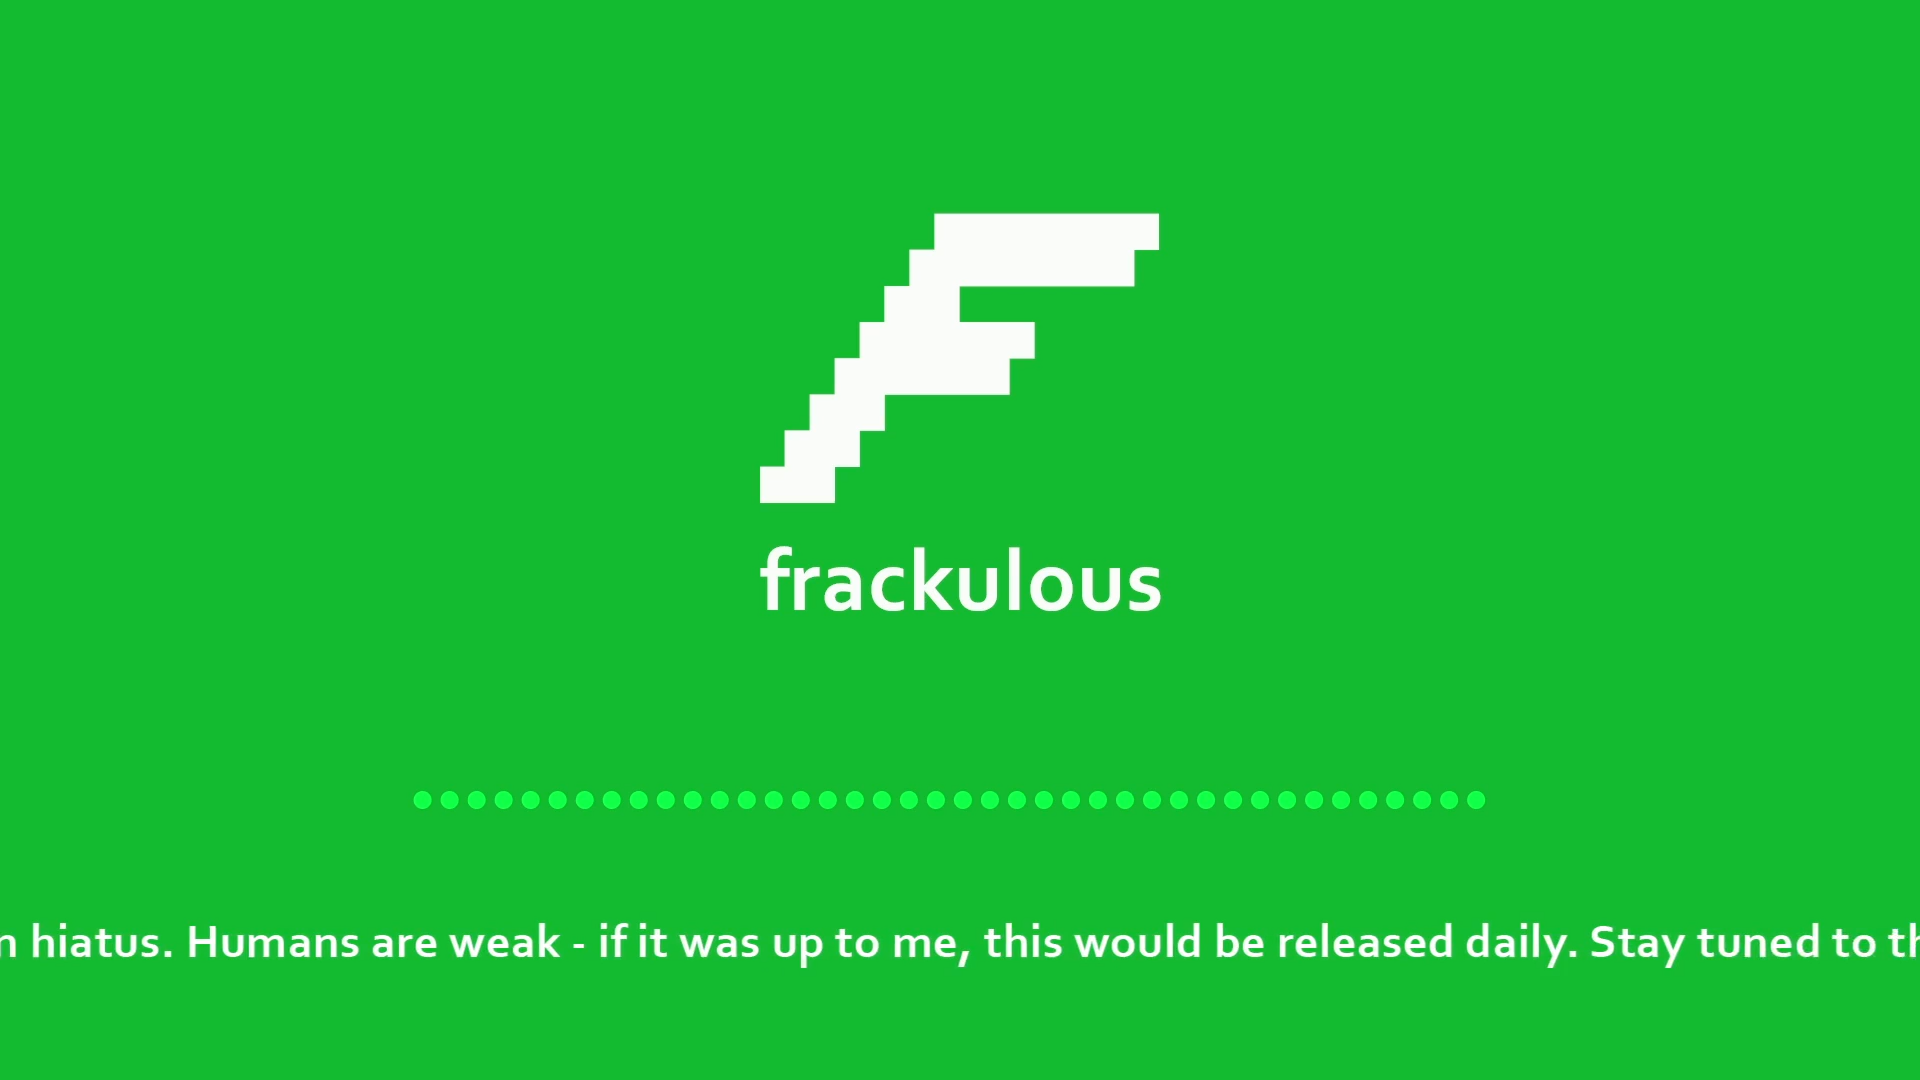 frackulous
hiatus. Humans are weak - if it was up to me, this would be released daily. Stay tuned to